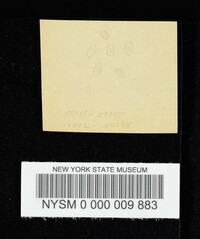 NEW YORK STATE MUSEUM
NYSM 0 000 009 883